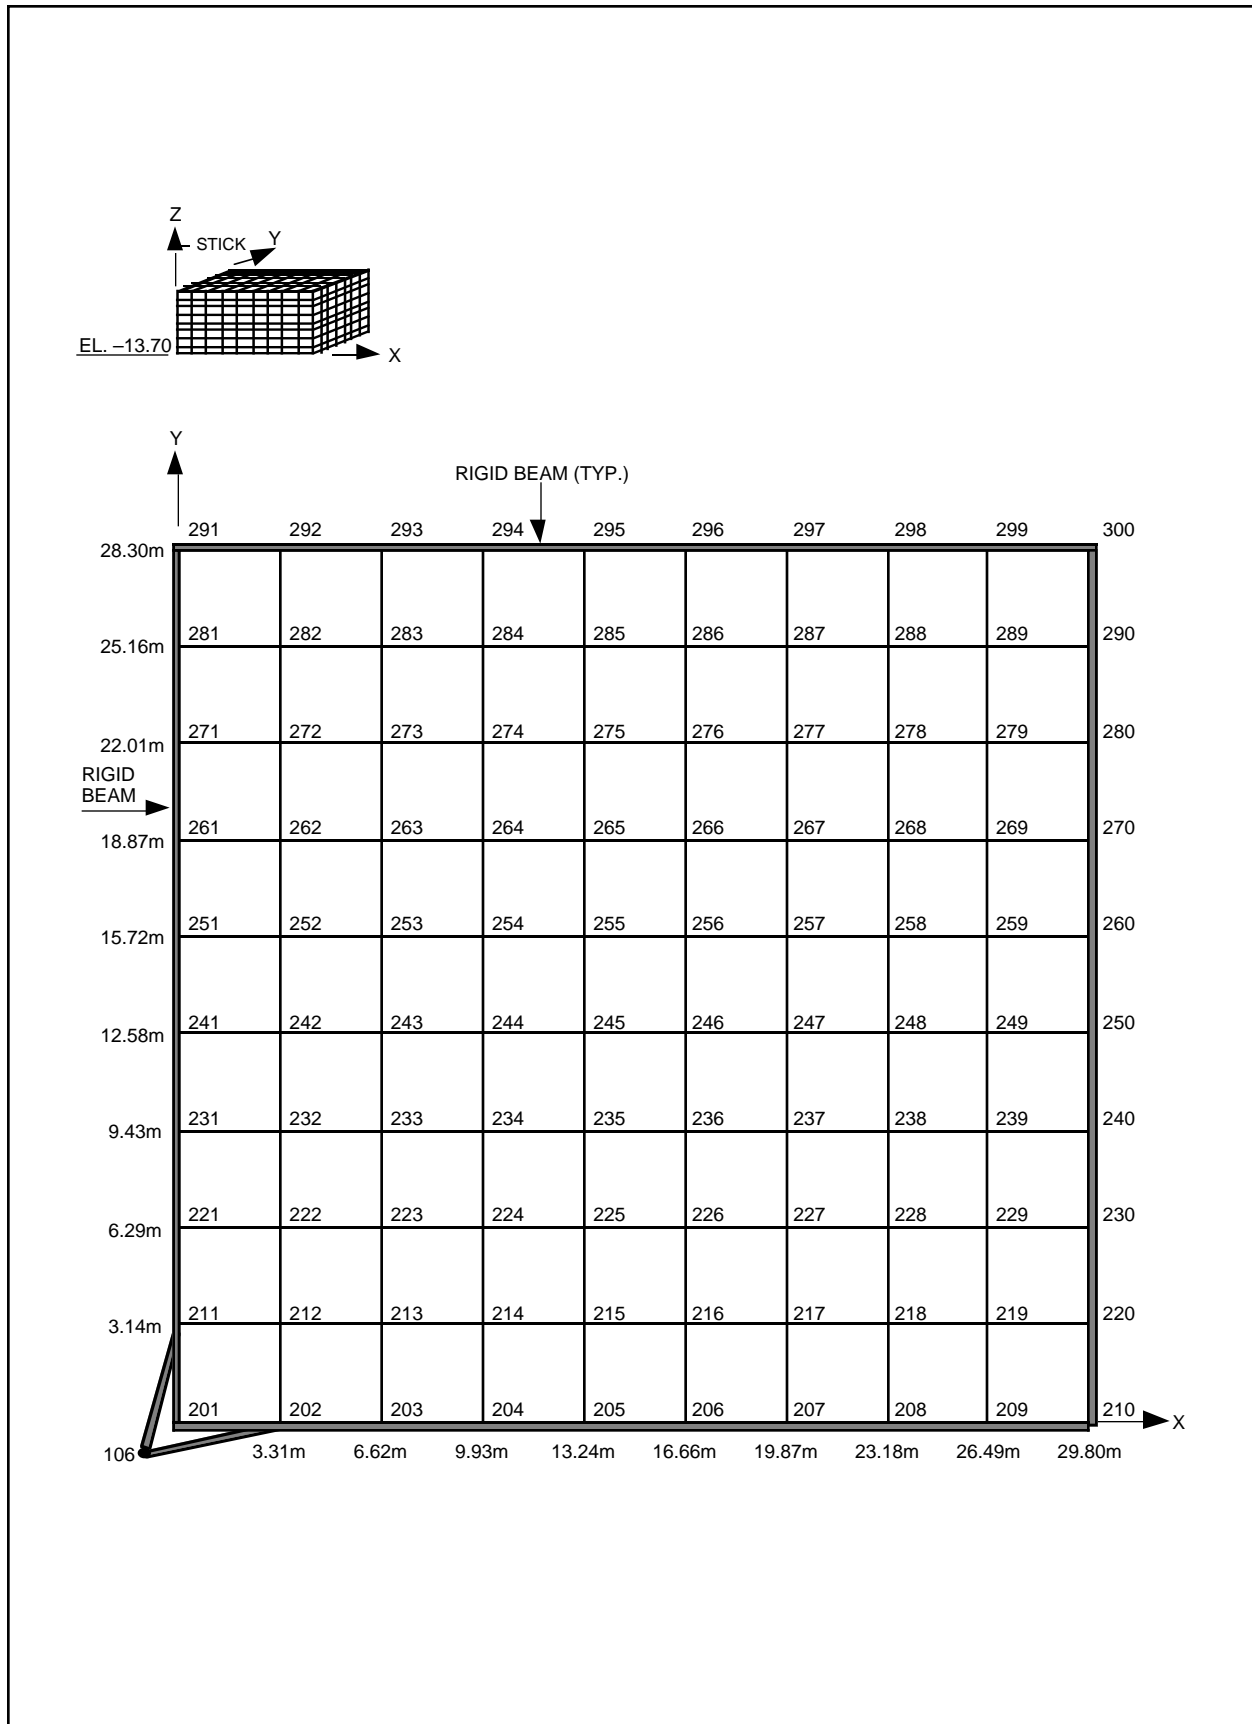 Z
STICK
Y
EL. –13.70
X
Y
RIGID BEAM (TYP.)
291 292 293 294 295 296 297 298 299 300
28.30m
281 282 283 284 285 286 287 288 289 290
25.16m
271 272 273 274 275 276 277 278 279 280
22.01m
RIGID
BEAM
261 262 263 264 265 266 267 268 269 270
18.87m
251 252 253 254 255 256 257 258 259 260
15.72m
241 242 243 244 245 246 247 248 249 250
12.58m
231 232 233 234 235 236 237 238 239 240
9.43m
221 222 223 224 225 226 227 228 229 230
6.29m
211 212 213 214 215 216 217 218 219 220
3.14m
201 202 203 204 205 206 207 208 209 210
X
106
3.31m 6.62m 9.93m 13.24m 16.66m 19.87m 23.18m 26.49m 29.80m